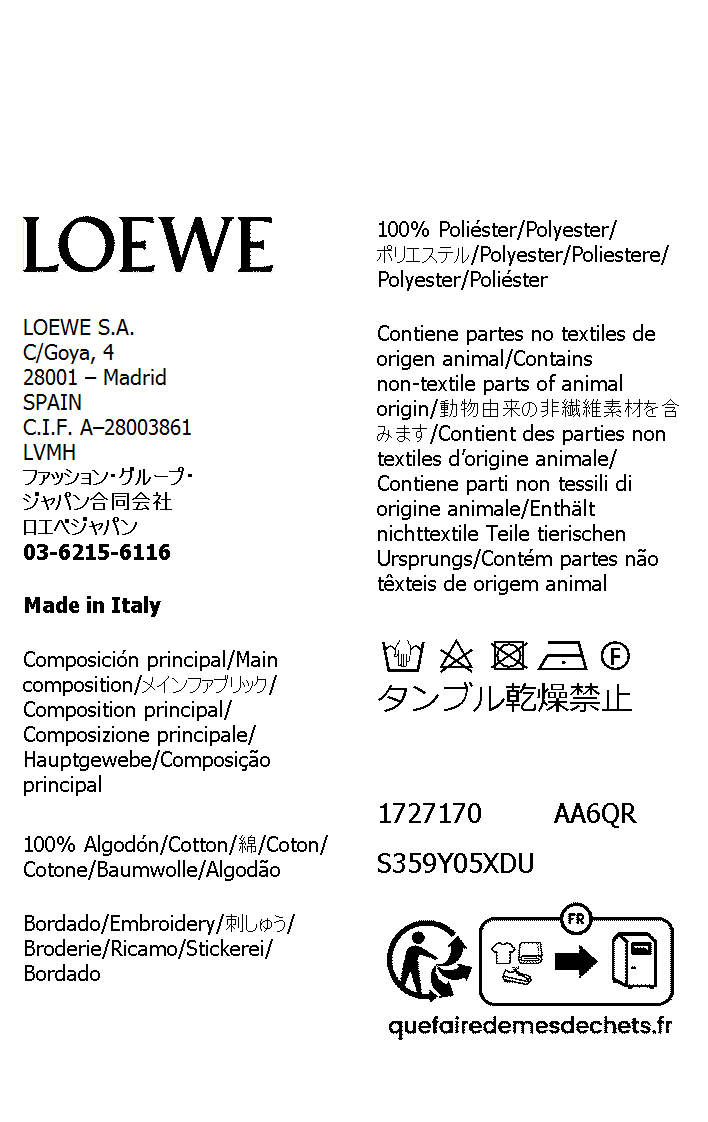 LOEWE
LOEWE S.A.
C/Goya, 4
28001 – Madrid
SPAIN
C.I.F. A–28003861
LVMH
ファッション・グループ・
ジャパン合同会社
ロエベジャパン
03-6215-6116
Made in Italy
Composición principal/Main
composition/メインファブリック/
Composition principal/
Composizione principale/
Hauptgewebe/Composição
principal
100% Algodón/Cotton/綿/Coton/
Cotone/Baumwolle/Algodão
Bordado/Embroidery/刺しゅう/
Broderie/Ricamo/Stickerei/
Bordado
100% Poliéster/Polyester/
ポリエステル/Polyester/Poliestere/
Polyester/Poliéster
Contiene partes no textiles de
origen animal/Contains
non-textile parts of animal
origin/動物由来の非繊維素材を含
みます/Contient des parties non
textiles d’origine animale/
Contiene parti non tessili di
origine animale/Enthält
nichttextile Teile tierischen
Ursprungs/Contém partes não
têxteis de origem animal
F
タンブル乾燥禁止
1727170 AA6QR
S359Y05XDU
FR
quefairedemesdechets.fr